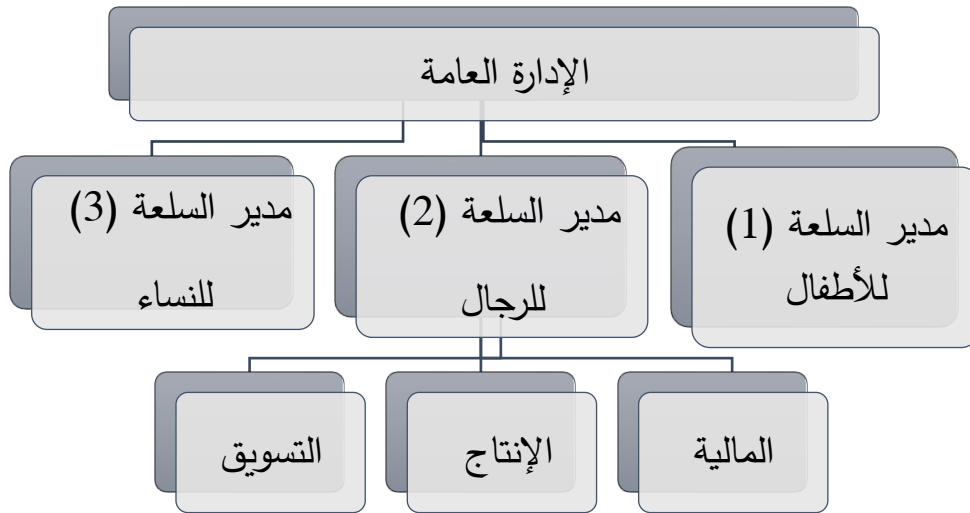 الإدارة العامة
مدير السلعة (1)
للأطفال
مدير السلعة (2)
للرجال
مدير السلعة (3)
للنساء
المالية
الإنتاج
التسويق